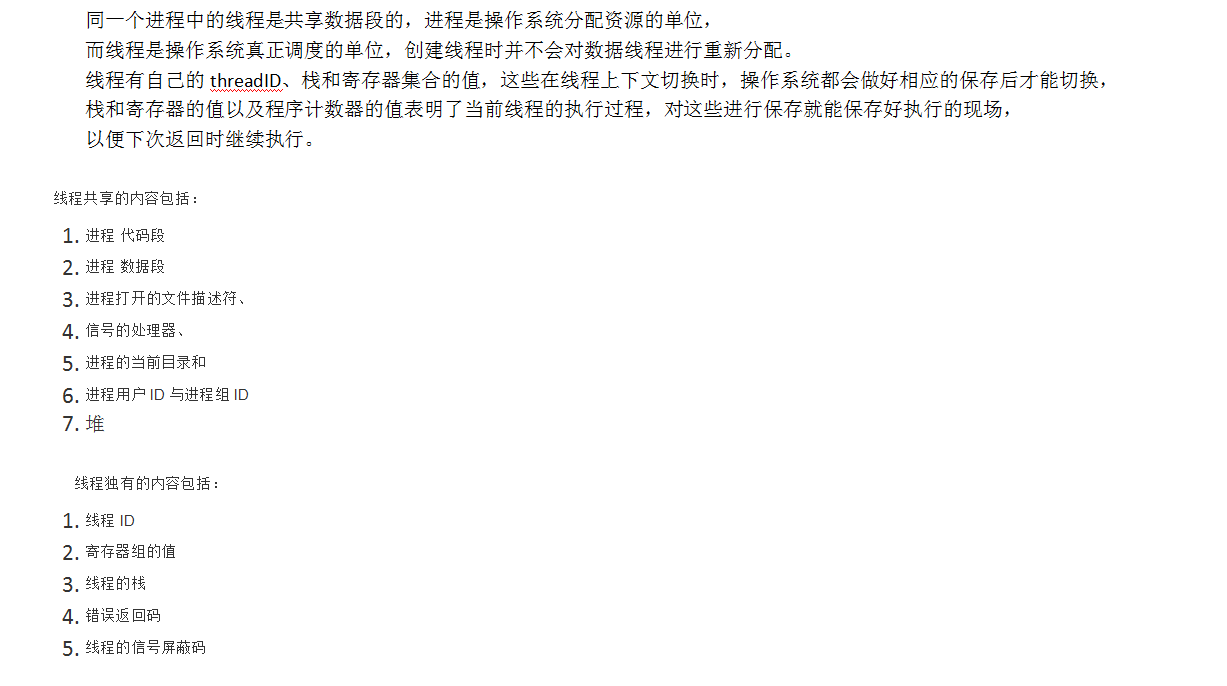 同一个进程中的线程是共享数据段的，进程是操作系统分配资源的单位，
而线程是操作系统真正调度的单位，创建线程时并不会对数据线程进行重新分配。
线程有自己的 threadID、栈和寄存器集合的值，这些在线程上下文切换时，操作系统都会做好相应的保存后才能切换，
栈和寄存器的值以及程序计数器的值表明了当前线程的执行过程，对这些进行保存就能保存好执行的现场，
以便下次返回时继续执行。
线程共享的内容包括：
1. 进程 代码段
2. 进程 数据段
3. 进程打开的文件描述符、
4. 信号的处理器、
5. 进程的当前目录和
6. 进程用户 ID 与进程组 ID
7. 堆
线程独有的内容包括：
1. 线程 ID
2. 寄存器组的值
3. 线程的栈
4. 错误返回码
5. 线程的信号屏蔽码